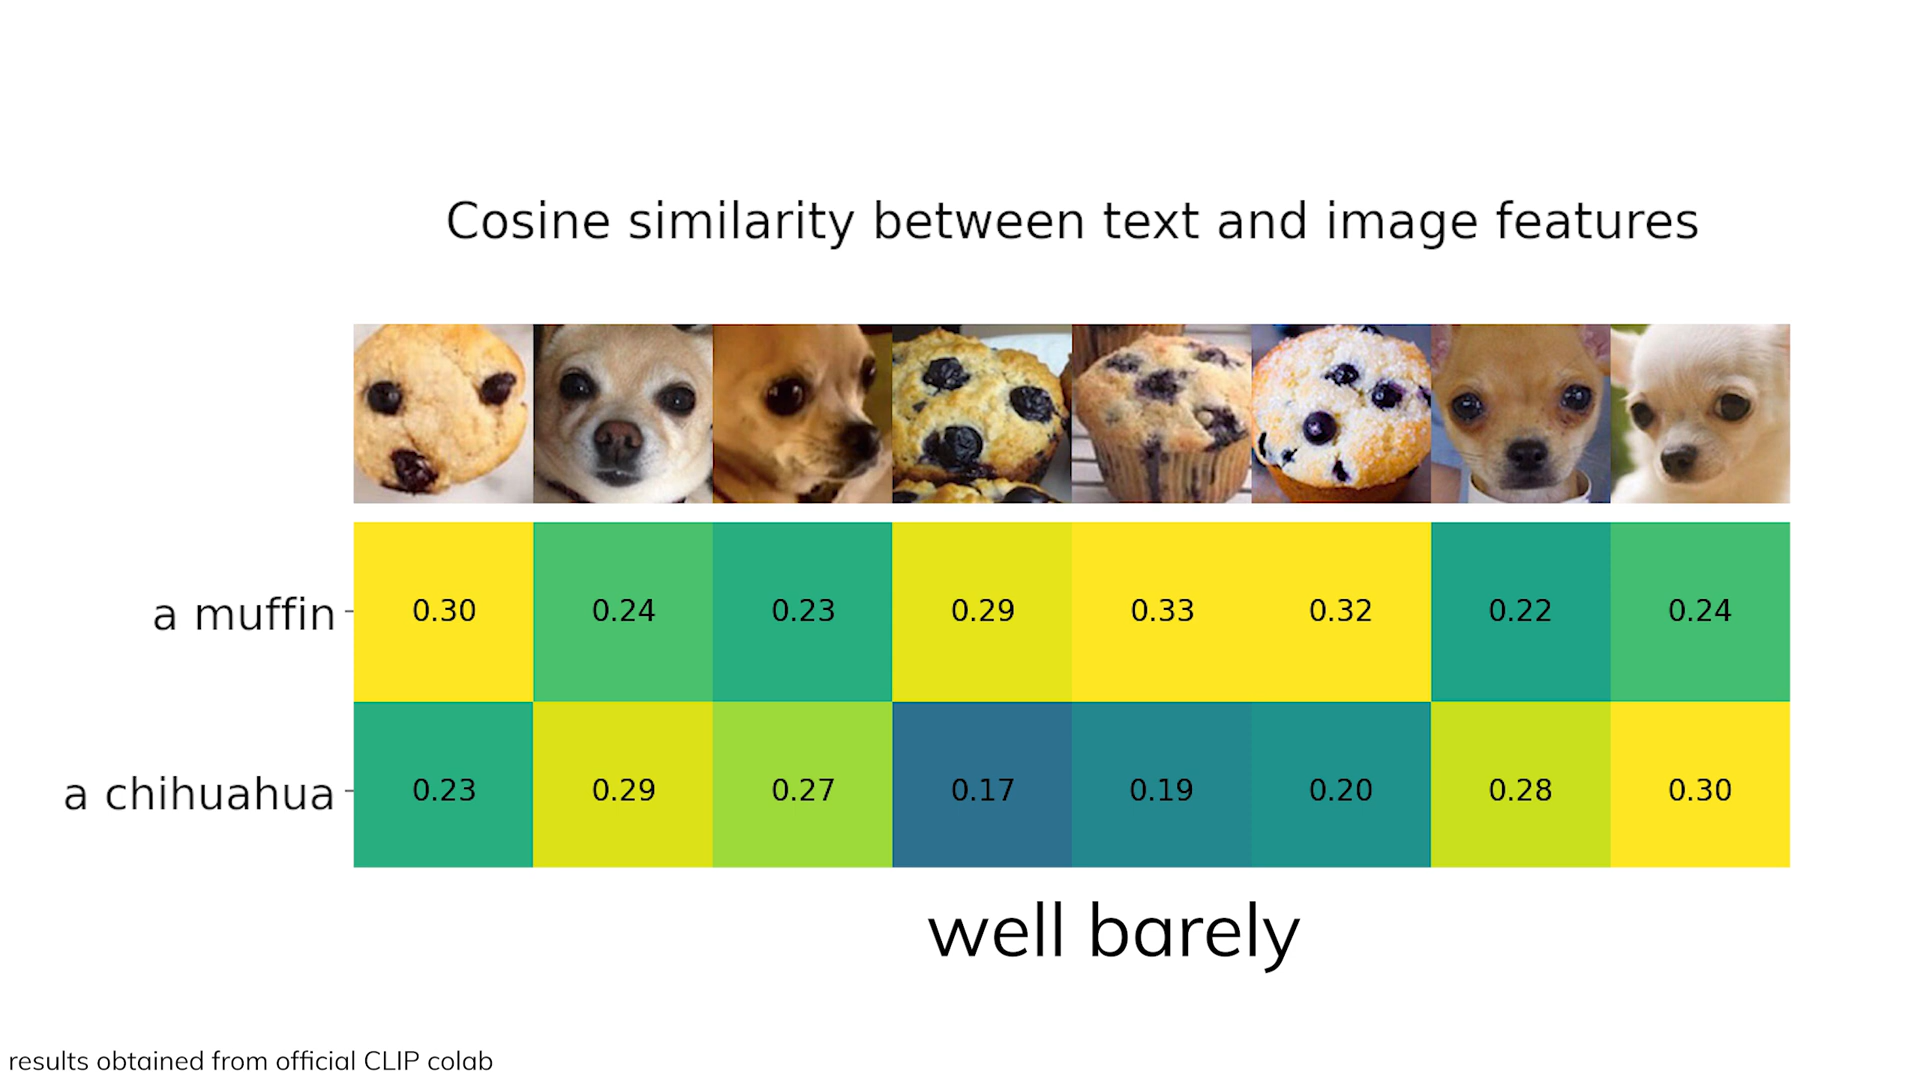 Cosine similarity between text and image features
a muffin 0.30 0.24 0.23 0.29 0.33 0.32 0.22 0.24
a chihuahua 0.23 0.29 0.27 0.17 0.19 0.20 0.28 0.30
well barely
results obtained from official CLIP colab